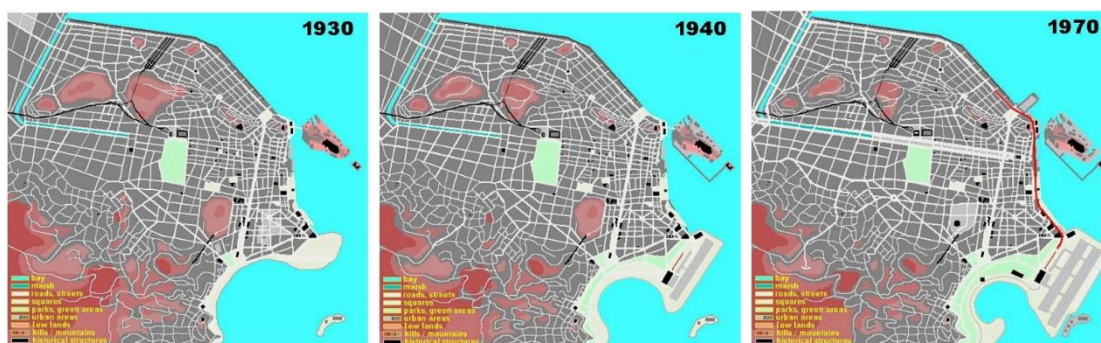 1930
bay
marsh
roads, streets
squares
parks, green areas
urban areas
low lands
hills / mountains
historical structures
1940
bay
marsh
roads, streets
squares
parks, green areas
urban areas
low lands
hills / mountains
historical structures
1970
bay
marsh
roads, streets
squares
parks, green areas
urban areas
low lands
hills / mountains
historical structures